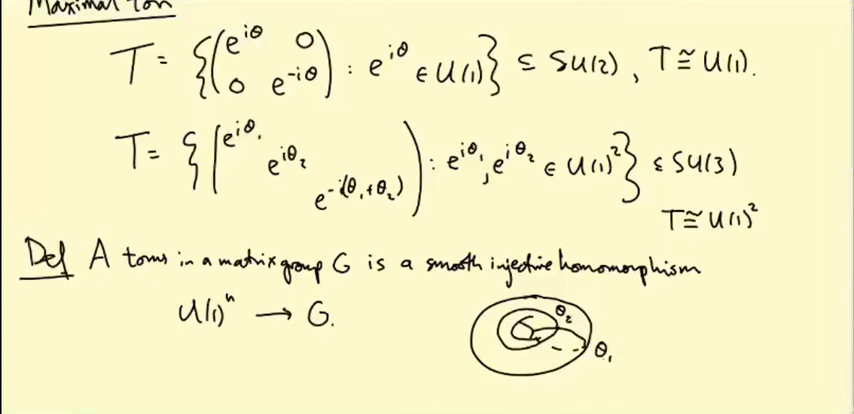 Maximal tori
T = {(e^{iθ} 0 / 0 e^{-iθ}) : e^{iθ} ∈ U(1)} ⊆ SU(2), T ≅ U(1).
T = {(e^{iθ₁} e^{iθ₂} e^{-i(θ₁+θ₂)}) : e^{iθ₁}, e^{iθ₂} ∈ U(1)²} ⊆ SU(3)
T ≅ U(1)²
Def A torus in a matrix group G is a smooth injective homomorphism
U(1)ⁿ → G.
θ₂
θ₁